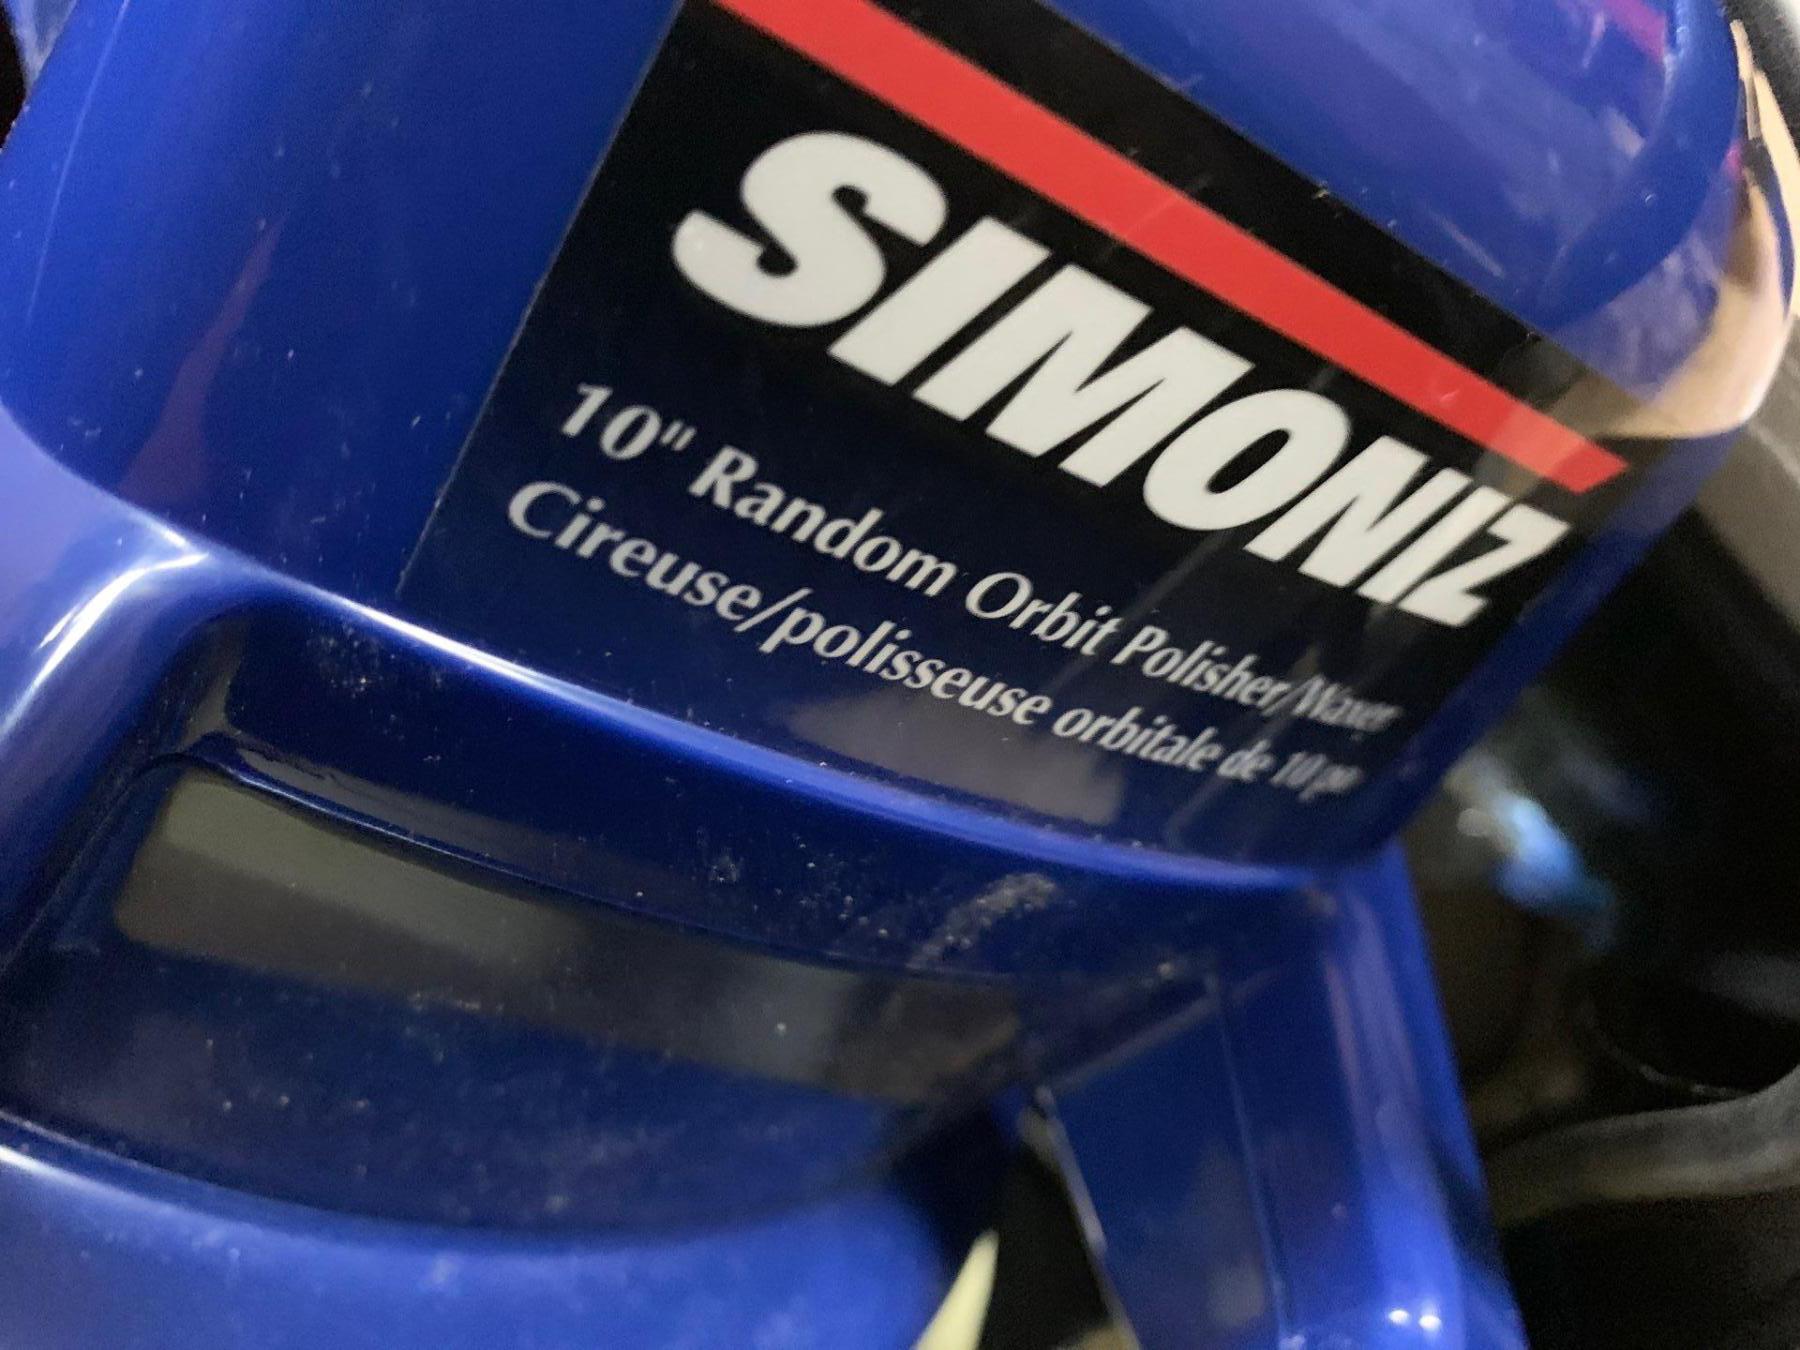 SIMONIZ
10" Random Orbit Polisher/Waxer
Cireuse/polisseuse orbitale de 10 po